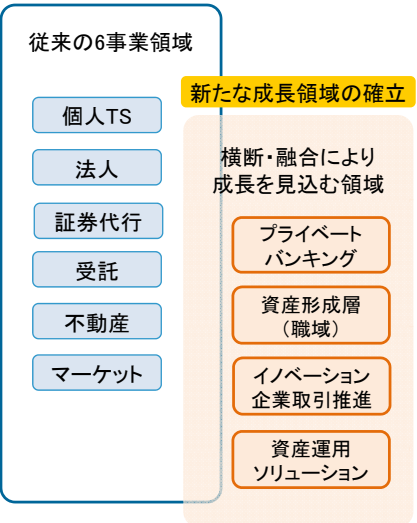 従来の6事業領域
個人TS
法人
証券代行
受託
不動産
マーケット
新たな成長領域の確立
横断・融合により
成長を見込む領域
プライベート
バンキング
資産形成層
（職域）
イノベーション
企業取引推進
資産運用
ソリューション